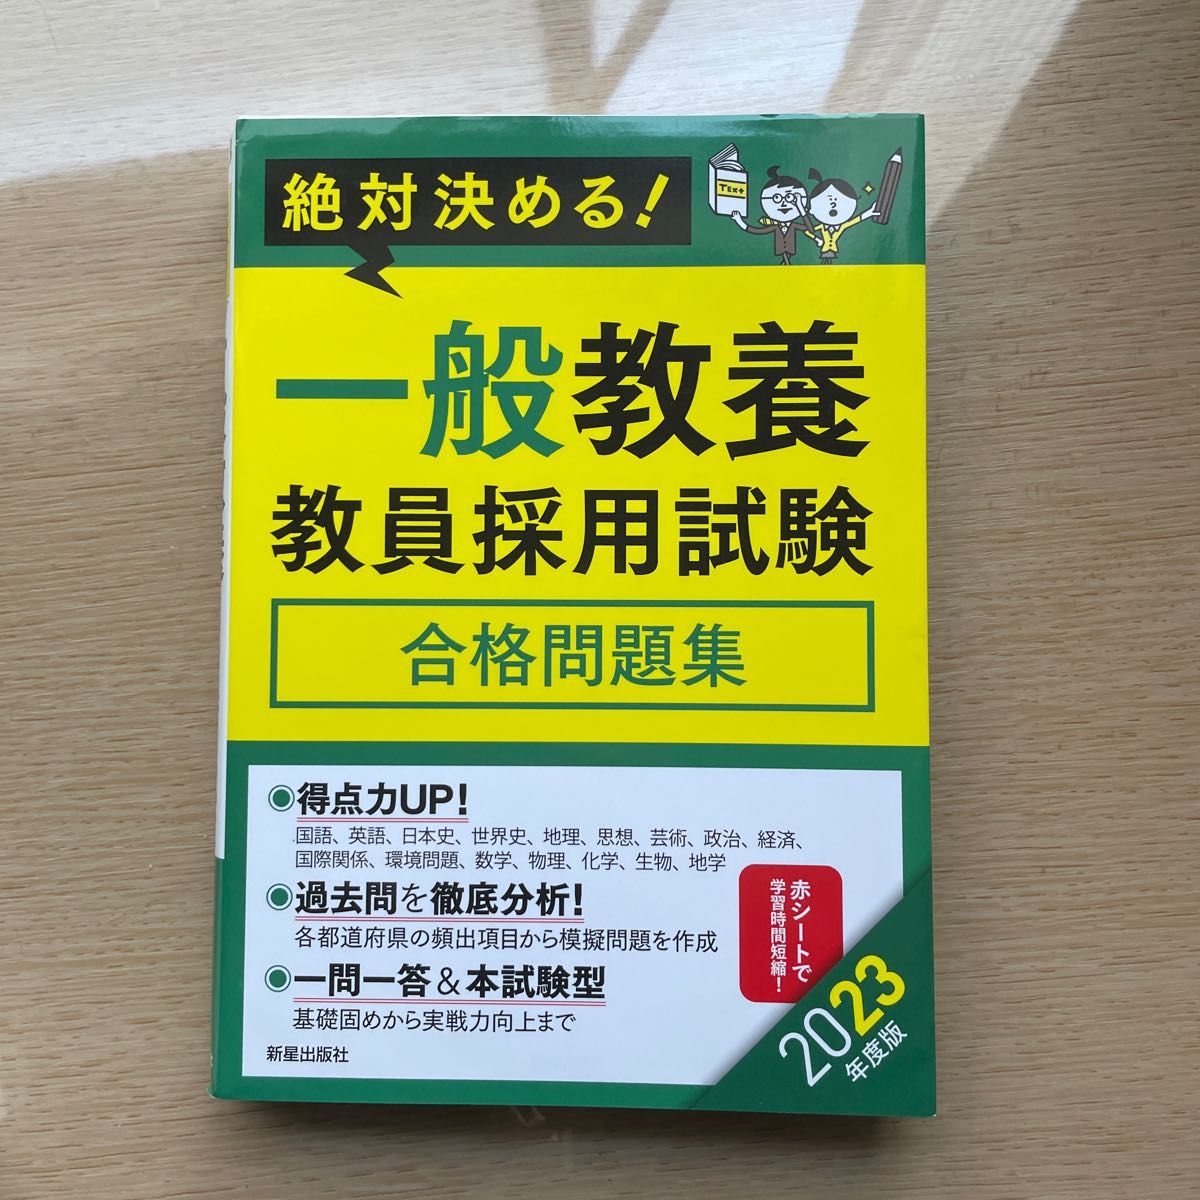 絶対決める!
Text
一般教養
教員採用試験
合格問題集
◉得点力UP!
国語、英語、日本史、世界史、地理、思想、芸術、政治、経済、
国際関係、環境問題、数学、物理、化学、生物、地学
◉過去問を徹底分析!
各都道府県の頻出項目から模擬問題を作成
◉一問一答&本試験型
基礎固めから実戦力向上まで
赤シートで
学習時間短縮!
2023
年度版
新星出版社